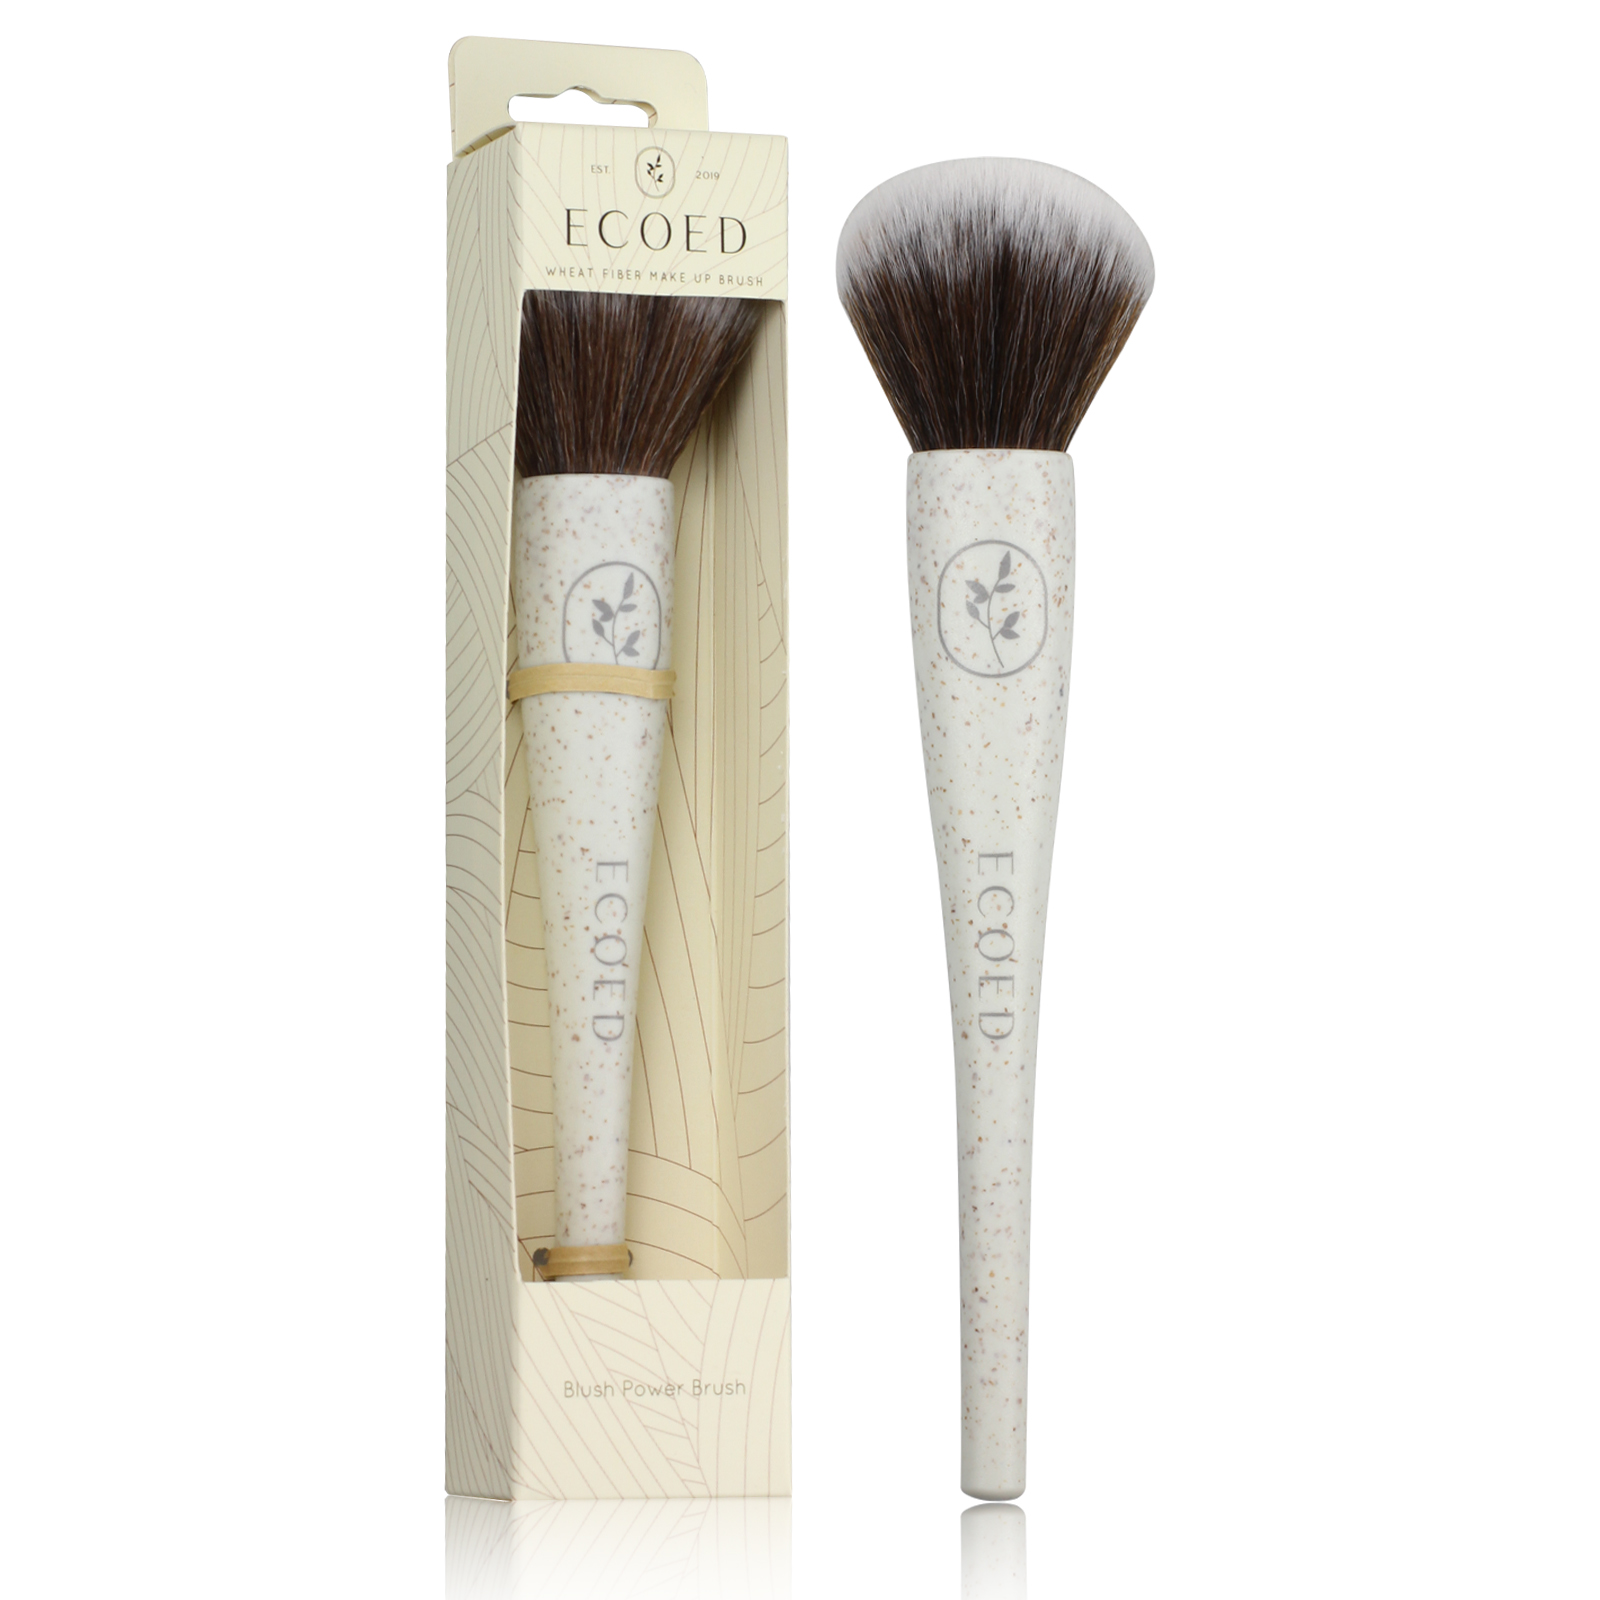 EST. 2019
ECOED
WHEAT FIBER MAKE UP BRUSH
ECOED
Blush Power Brush
ECOED